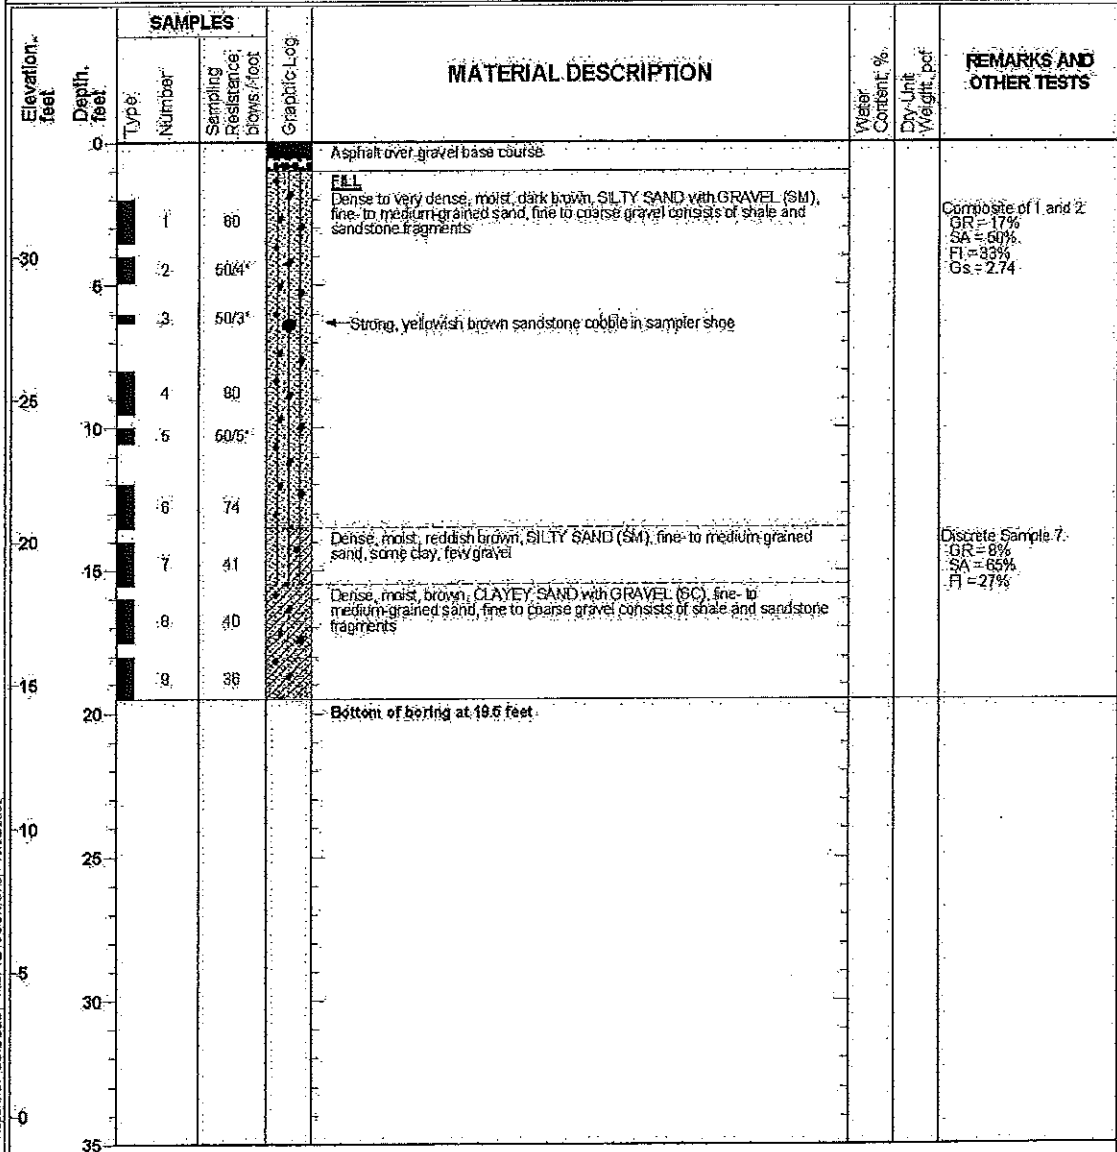 SAMPLES
Elevation, feet
Depth, feet
Type
Number
Sampling Resistance, blows/foot
Graphic Log
MATERIAL DESCRIPTION
Water Content, %
Dry Unit Weight, pcf
REMARKS AND OTHER TESTS
0
Asphalt over gravel base course
FILL
Dense to very dense, moist, dark brown, SILTY SAND with GRAVEL (SM),
fine- to medium-grained sand, fine to coarse gravel consists of shale and
sandstone fragments
1 60
Composite of 1 and 2
GR = 17%
SA = 50%
FI = 33%
Gs = 2.74
30
2 50/4"
5
3 50/3"
Strong, yellowish brown sandstone cobble in sampler shoe
4 80
25
10
5 50/5"
6 74
20
Dense, moist, reddish brown, SILTY SAND (SM), fine- to medium grained
sand, some clay, few gravel
Discrete Sample 7
GR = 8%
SA = 65%
FI = 27%
15
7 41
Dense, moist, brown, CLAYEY SAND with GRAVEL (SC), fine- to
medium-grained sand, fine to coarse gravel consists of shale and sandstone
fragments
8 40
9 36
15
20
Bottom of boring at 19.5 feet
10
25
5
30
0
35